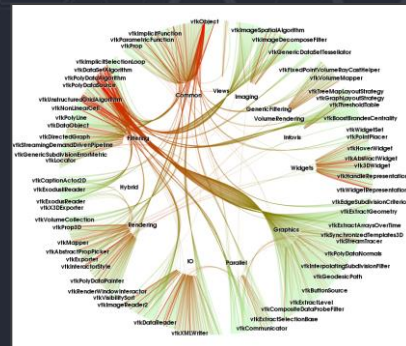 vtkObject
vtkImageSpatialAlgorithm
vtkImplicitFunction
vtkParametricFunction
vtkImageDecomposeFilter
vtkProp
vtkGenericDataSetTessellator
vtkImplicitSelectionLoop
vtkDataSetAlgorithm
vtkFixedPointVolumeRayCastHelper
vtkPolyDataAlgorithm
vtkVolumeMapper
vtkPolyDataSource
Common
Views
Imaging
vtkTreeMapLayoutStrategy
vtkUnstructuredGridAlgorithm
vtkGraphLayoutStrategy
vtkNonLinearCell
GenericFiltering
vtkThresholdTable
vtkPolyLine
VolumeRendering
vtkBoostBrandesCentrality
vtkDataObject
vtkWidgetSet
vtkDirectedGraph
Filtering
Infovis
vtkPointPlacer
vtkStreamingDemandDrivenPipeline
vtkHoverWidget
vtkGenericSubdivisionErrorMetric
vtkAbstractWidget
vtkLocator
Widgets
vtk3DWidget
vtkCaptionActor2D
vtkHandleRepresentation
vtkExodusIIReader
Hybrid
vtkWidgetRepresentation
vtkExodusReader
vtkEdgeSubdivisionCriterion
vtkX3DExporter
vtkExtractGeometry
vtkVolumeCollection
vtkExtractArraysOverTime
vtkProp3D
Rendering
Graphics
vtkSynchronizedTemplates3D
vtkMapper
vtkStreamTracer
vtkAbstractPropPicker
vtkPolyDataNormals
vtkExporter
vtkInteractorStyle
IO
Parallel
vtkInterpolatingSubdivisionFilter
vtkPolyDataPainter
vtkGeodesicPath
vtkRenderWindowInteractor
vtkButtonSource
vtkVisibilitySort
vtkImageReader2
vtkExtractLevel
vtkCompositeDataProbeFilter
vtkDataReader
vtkExtractSelectionBase
vtkXMLWriter
vtkCommunicator